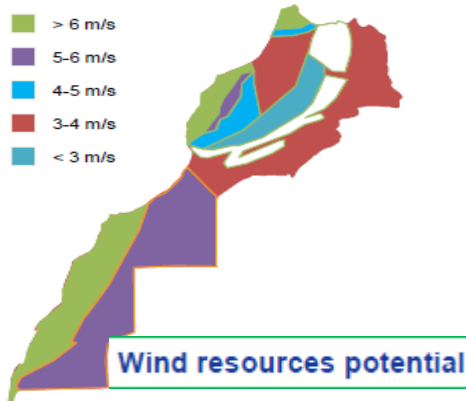 > 6 m/s
5-6 m/s
4-5 m/s
3-4 m/s
< 3 m/s
Wind resources potential